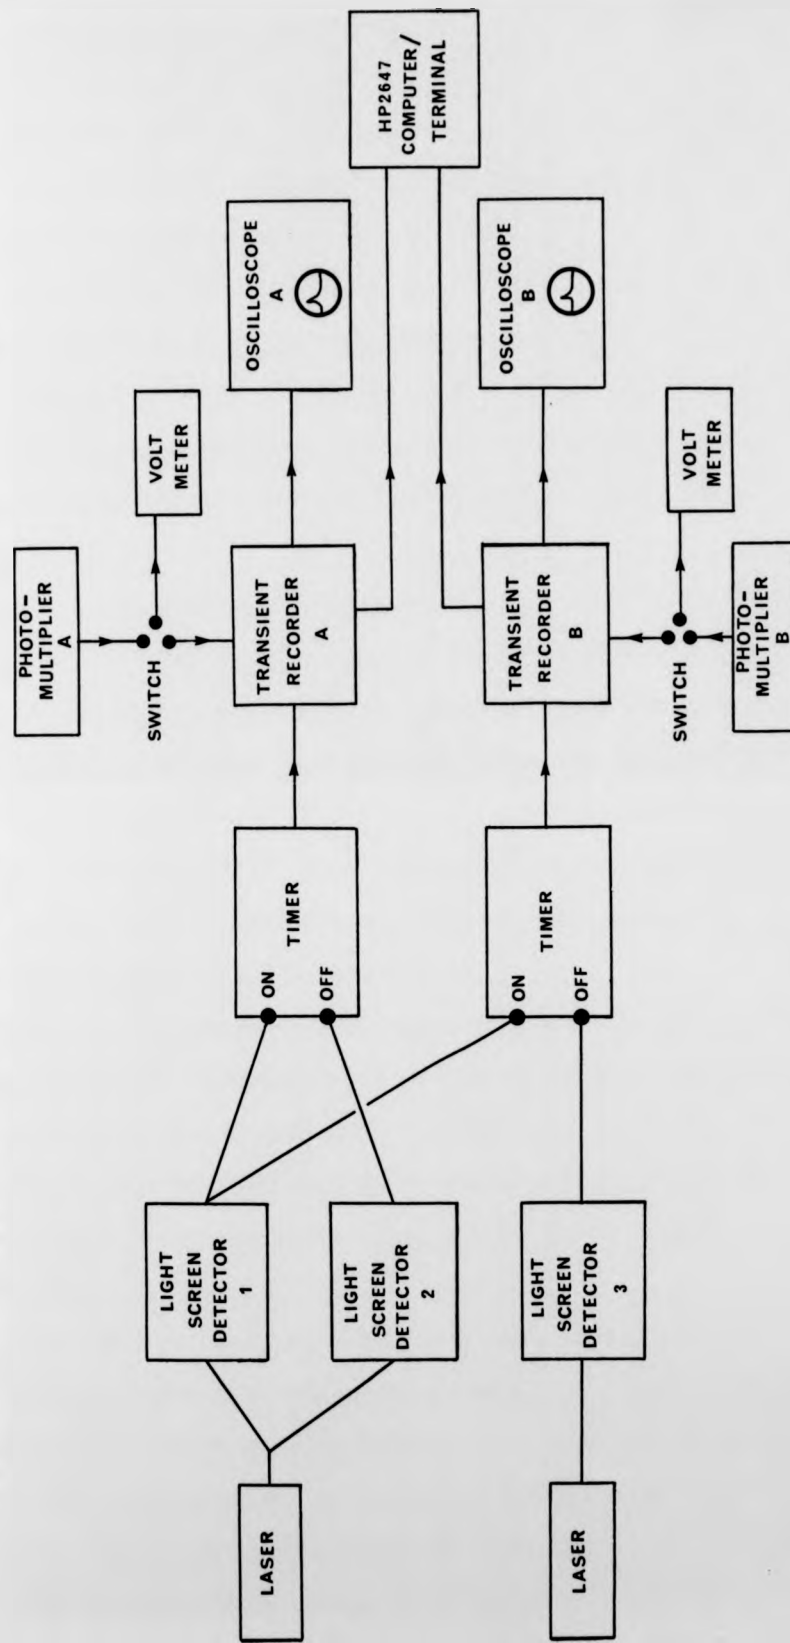 LASER
LIGHT
SCREEN
DETECTOR
1
LIGHT
SCREEN
DETECTOR
2
ON
OFF
TIMER
PHOTO-
MULTIPLIER
A
SWITCH
VOLT
METER
TRANSIENT
RECORDER
A
OSCILLOSCOPE
A
HP2647
COMPUTER/
TERMINAL
LASER
LIGHT
SCREEN
DETECTOR
3
ON
OFF
TIMER
TRANSIENT
RECORDER
B
OSCILLOSCOPE
B
SWITCH
VOLT
METER
PHOTO-
MULTIPLIER
B